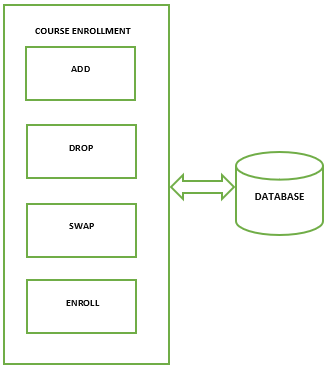 COURSE ENROLLMENT
ADD
DROP
SWAP
ENROLL
DATABASE